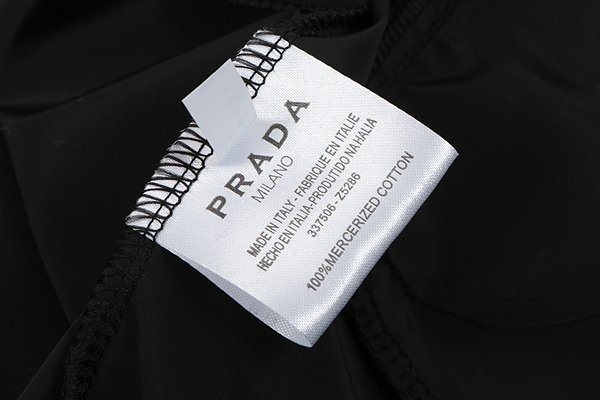 PRADA
MILANO
MADE IN ITALY - FABRIQUE EN ITALIE
HECHO EN ITALIA-PRODUTIDO NA HALIA
337506 - Z5286
100%MERCERIZED COTTON